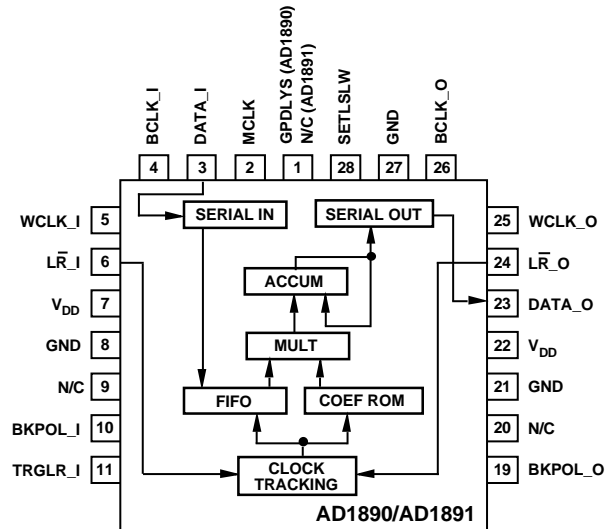 BCLK_I
DATA_I
MCLK
GPDLYS (AD1890)
N/C (AD1891)
SETLSLW
GND
BCLK_O
4
3
2
1
28
27
26
WCLK_I 5
LR̅_I 6
VDD 7
GND 8
N/C 9
BKPOL_I 10
TRGLR_I 11
SERIAL IN
SERIAL OUT
ACCUM
MULT
FIFO
COEF ROM
CLOCK
TRACKING
25 WCLK_O
24 LR̅_O
23 DATA_O
22 VDD
21 GND
20 N/C
19 BKPOL_O
AD1890/AD1891